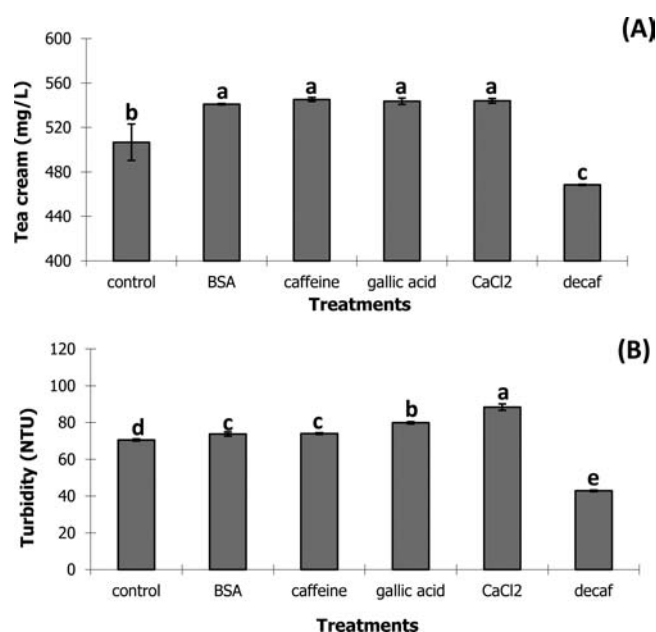 (A)
600
560
520
480
440
400
Tea cream (mg/L)
b
a
a
a
a
c
control
BSA
caffeine
gallic acid
CaCl2
decaf
Treatments
(B)
120
100
80
60
40
20
0
Turbidity (NTU)
d
c
c
b
a
e
control
BSA
caffeine
gallic acid
CaCl2
decaf
Treatments